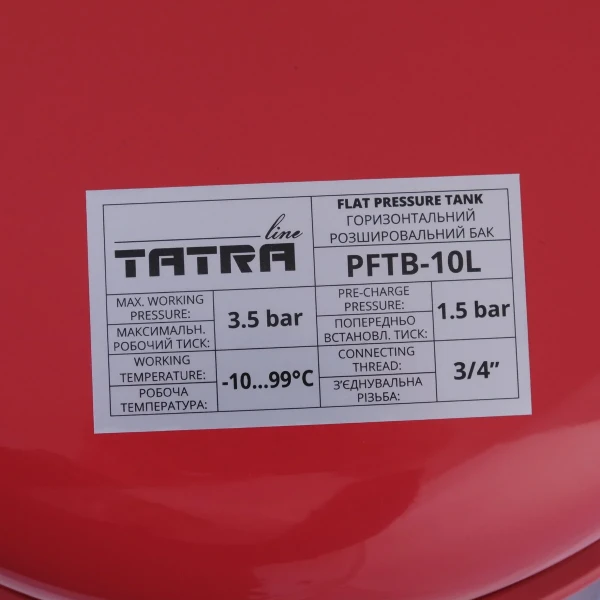 TATRA line
FLAT PRESSURE TANK
ГОРИЗОНТАЛЬНИЙ
РОЗШИРОВАЛЬНИЙ БАК
PFTB-10L
MAX. WORKING
PRESSURE:
МАКСИМАЛЬН.
РОБОЧИЙ ТИСК:
3.5 bar
PRE-CHARGE
PRESSURE:
ПОПЕРЕДНЬО
ВСТАНОВЛ. ТИСК:
1.5 bar
WORKING
TEMPERATURE:
РОБОЧА
ТЕМПЕРАТУРА:
-10...99°C
CONNECTING
THREAD:
З'ЄДНУВАЛЬНА
РІЗЬБА:
3/4”